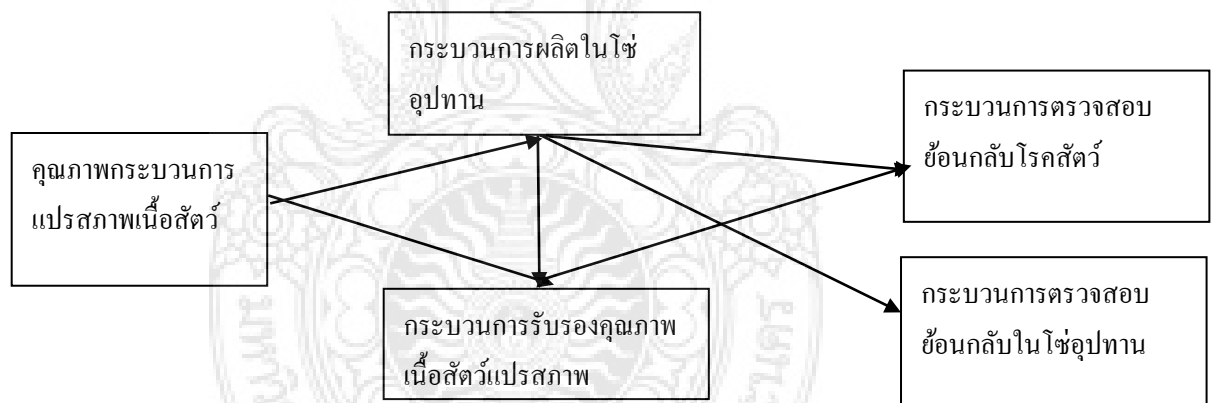 กระบวนการผลิตในโซ่
อุปทาน
คุณภาพกระบวนการ
แปรสภาพเนื้อสัตว์
กระบวนการรับรองคุณภาพ
เนื้อสัตว์แปรสภาพ
กระบวนการตรวจสอบ
ย้อนกลับโรคสัตว์
กระบวนการตรวจสอบ
ย้อนกลับในโซ่อุปทาน